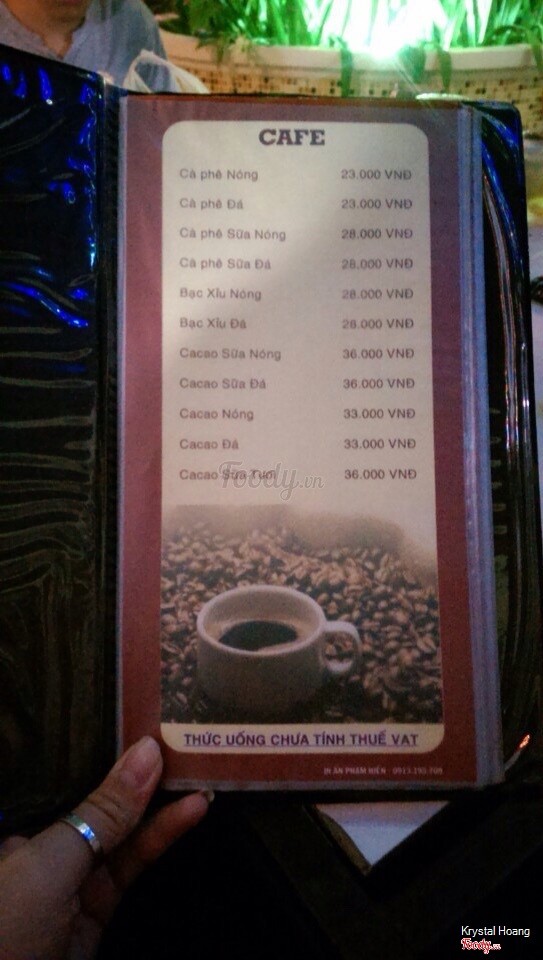 CAFE
Cà phê Nóng 23.000 VNĐ
Cà phê Đá 23.000 VNĐ
Cà phê Sữa Nóng 28.000 VNĐ
Cà phê Sữa Đá 28.000 VNĐ
Bạc Xỉu Nóng 28.000 VNĐ
Bạc Xỉu Đá 28.000 VNĐ
Cacao Sữa Nóng 36.000 VNĐ
Cacao Sữa Đá 36.000 VNĐ
Cacao Nóng 33.000 VNĐ
Cacao Đá 33.000 VNĐ
Cacao Sữa Tươi 36.000 VNĐ
Foody.vn
THỨC UỐNG CHƯA TÍNH THUẾ VAT
IN ẤN PHẠM
Krystal Hoang
Foody.vn